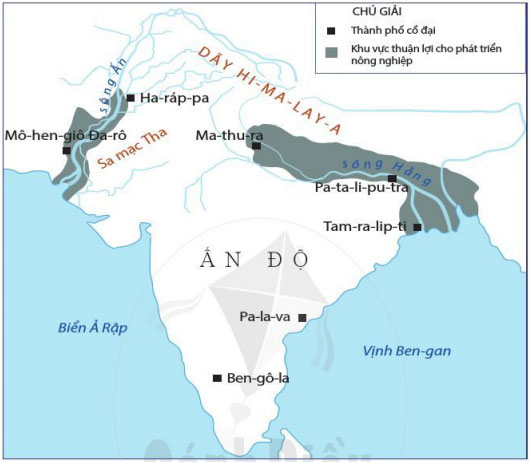 CHÚ GIẢI
Thành phố cổ đại
Khu vực thuận lợi cho phát triển
nông nghiệp
sông Ấn
DÃY HI-MA-LAY-A
Ha-ráp-pa
Mô-hen-giô Đa-rô
Sa mạc Tha
Ma-thu-ra
sông Hằng
Pa-ta-li-pu-tra
Tam-ra-lip-ti
ẤN ĐỘ
Pa-la-va
Biển Ả Rập
Vịnh Ben-gan
Ben-gô-la
Cánh Diều